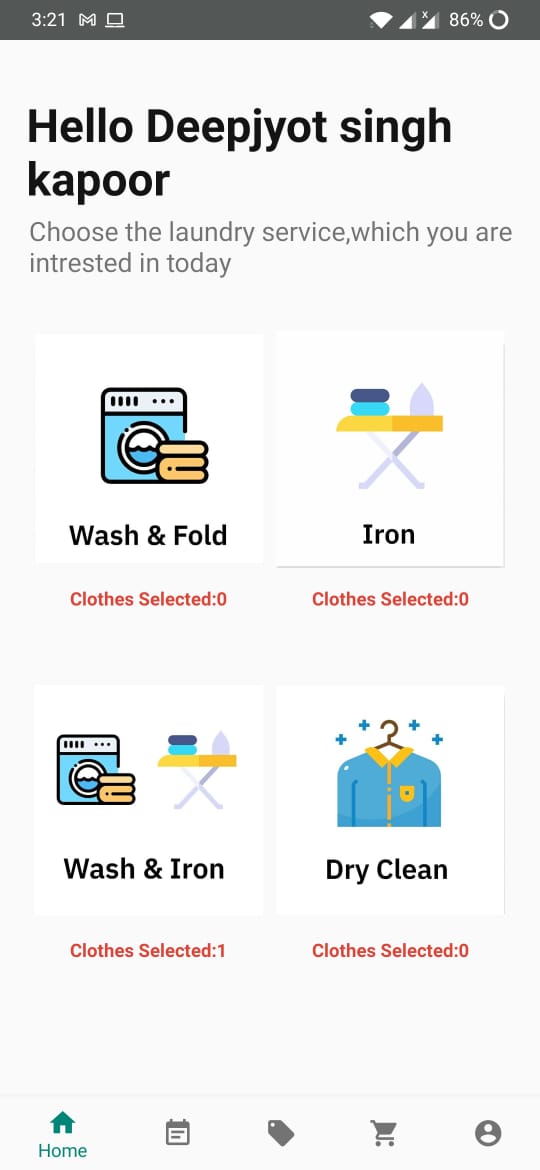 3:21
86%
Hello Deepjyot singh
kapoor
Choose the laundry service,which you are
intrested in today
Wash & Fold
Iron
Clothes Selected:0
Clothes Selected:0
Wash & Iron
Dry Clean
Clothes Selected:1
Clothes Selected:0
Home